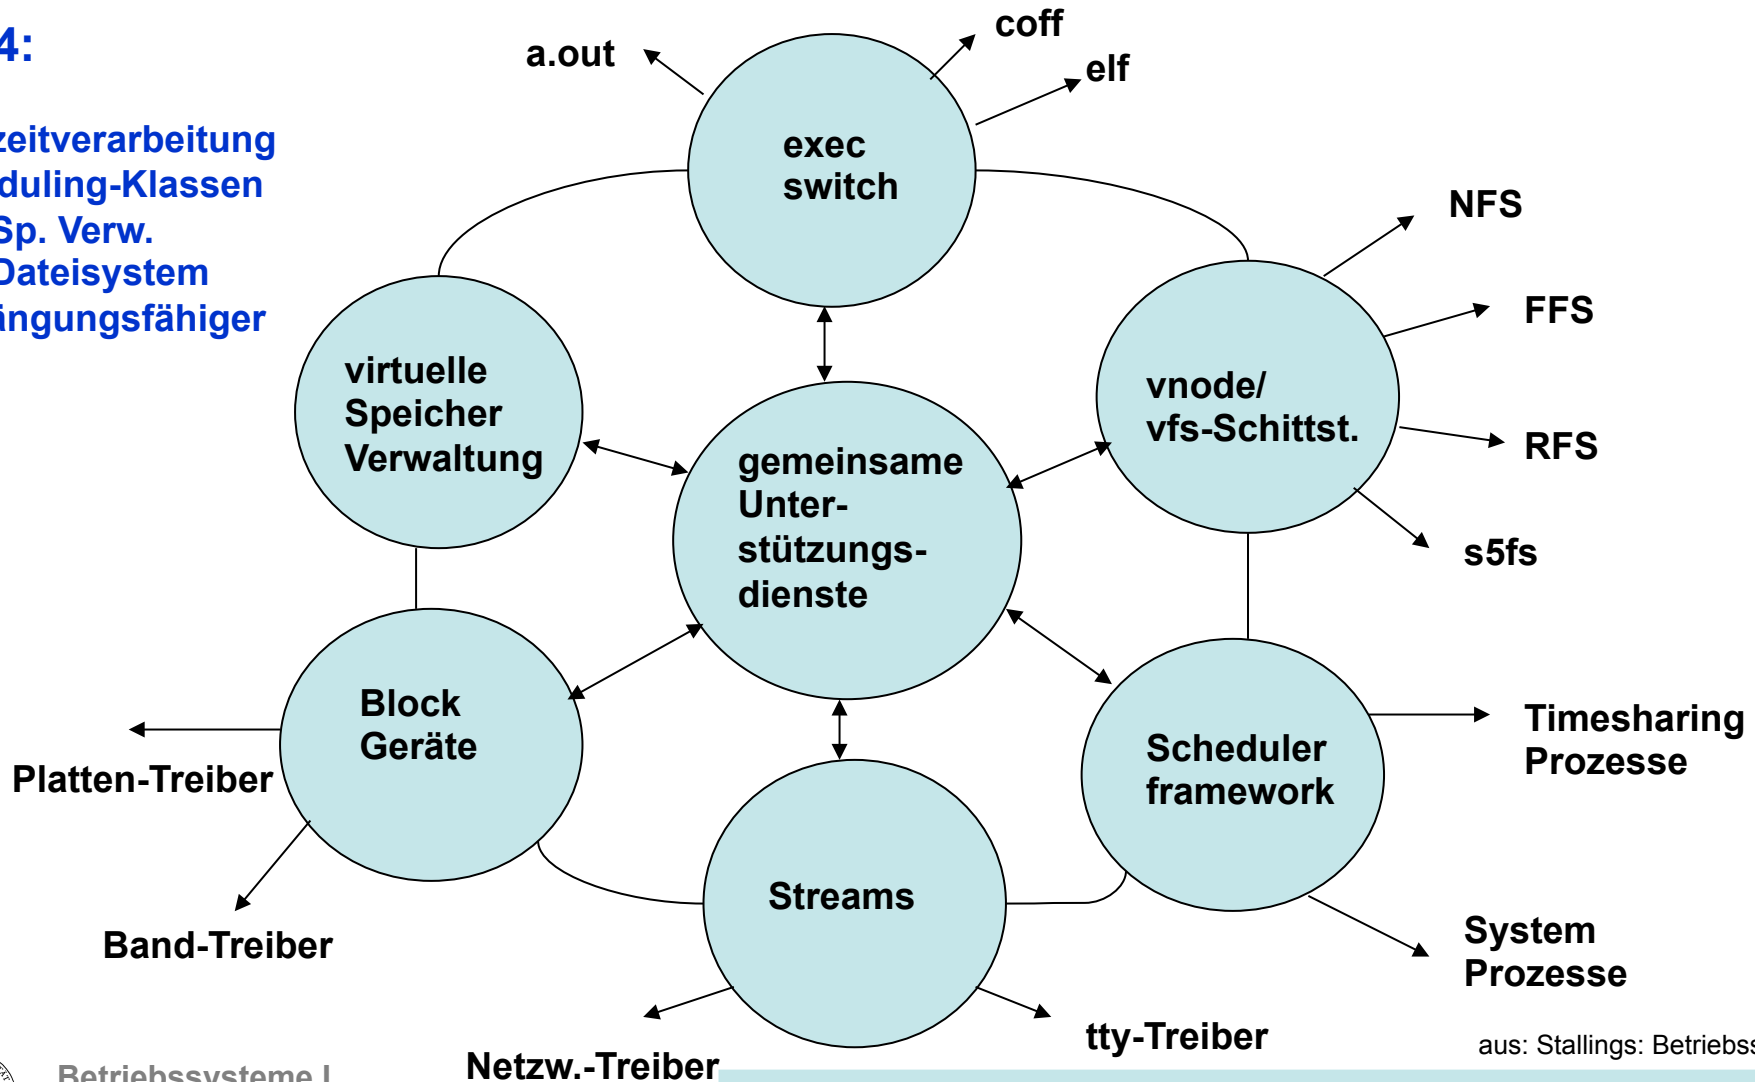 4:
zeitverarbeitung
duling-Klassen
Sp. Verw.
Dateisystem
ängungsfähiger
a.out
coff
elf
exec
switch
NFS
FFS
RFS
s5fs
virtuelle
Speicher
Verwaltung
vnode/
vfs-Schittst.
gemeinsame
Unter-
stützungs-
dienste
Block
Geräte
Platten-Treiber
Band-Treiber
Scheduler
framework
Timesharing
Prozesse
System
Prozesse
Streams
Netzw.-Treiber
tty-Treiber
aus: Stallings: Betriebss
Betriebssysteme I